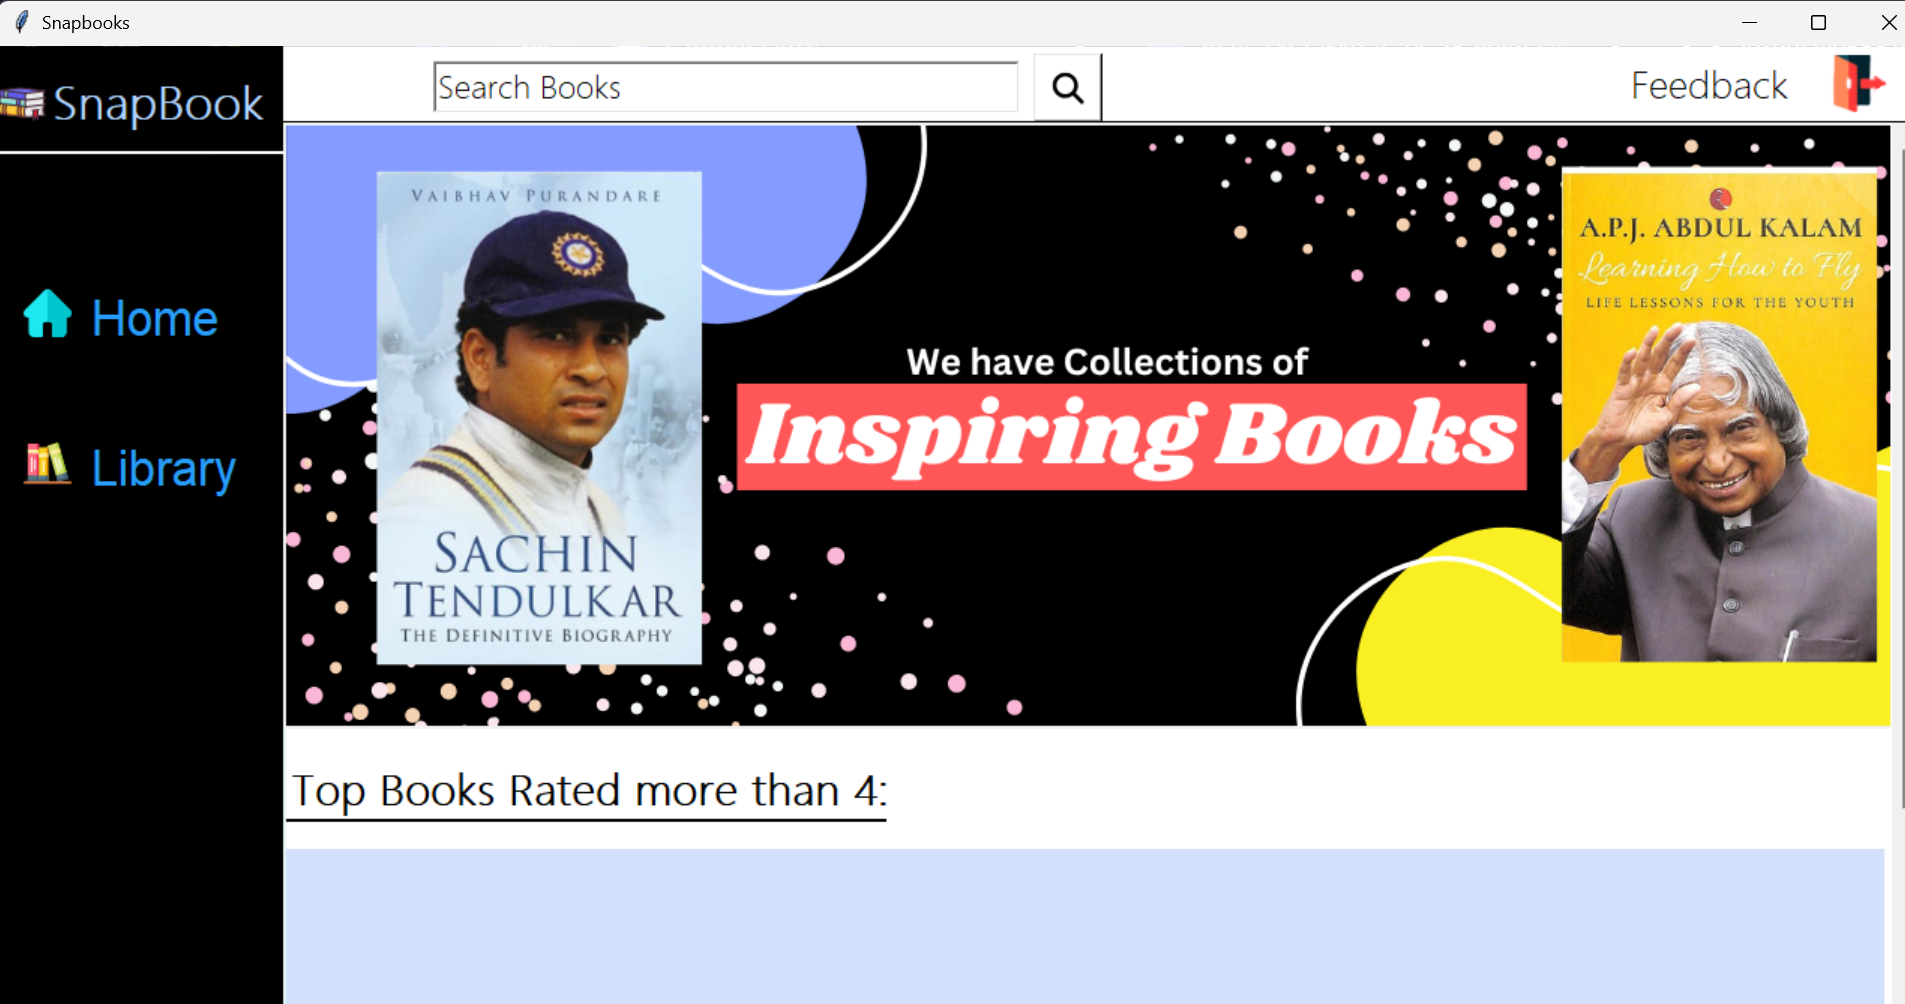 Snapbooks
SnapBook
Search Books
Feedback
Home
Library
VAIBHAV PURANDARE
SACHIN
TENDULKAR
THE DEFINITIVE BIOGRAPHY
We have Collections of
Inspiring Books
A.P.J. ABDUL KALAM
Learning How to Fly
LIFE LESSONS FOR THE YOUTH
Top Books Rated more than 4: